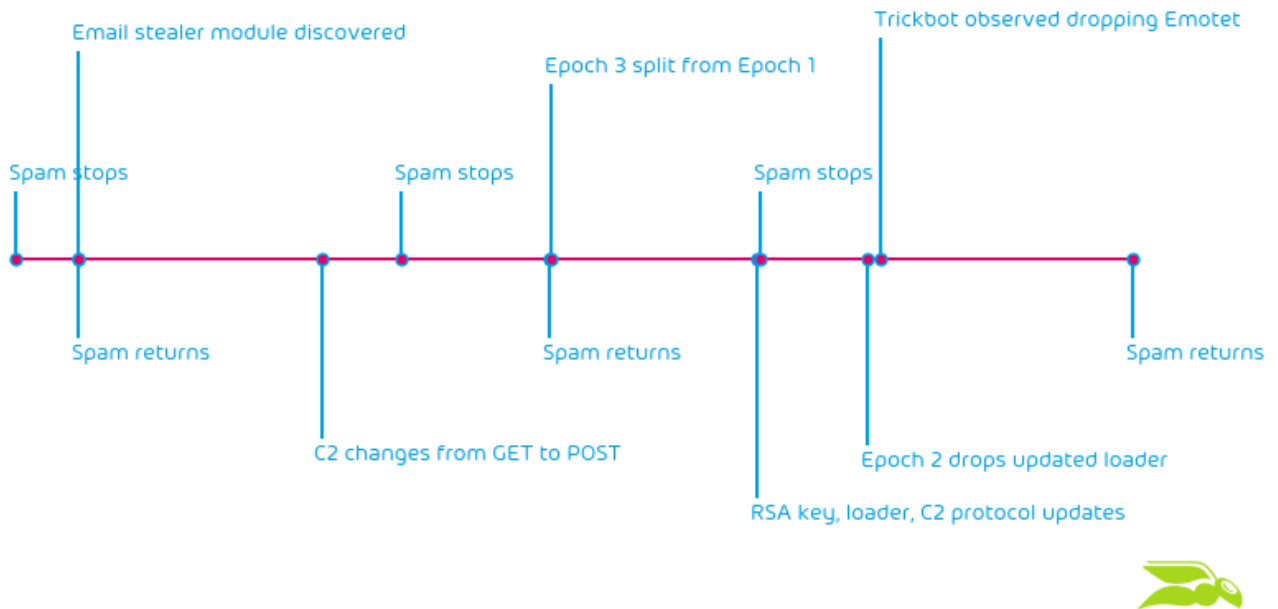 Trickbot observed dropping Emotet
Email stealer module discovered
Epoch 3 split from Epoch 1
Spam stops
Spam stops
Spam stops
Spam returns
Spam returns
Spam returns
C2 changes from GET to POST
Epoch 2 drops updated loader
RSA key, loader, C2 protocol updates